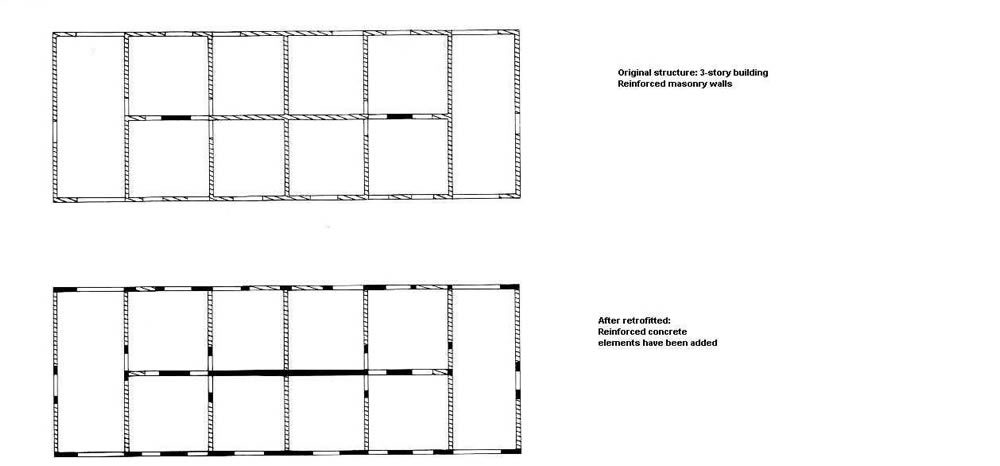 Original structure: 3-story building
Reinforced masonry walls
After retrofitted:
Reinforced concrete
elements have been added